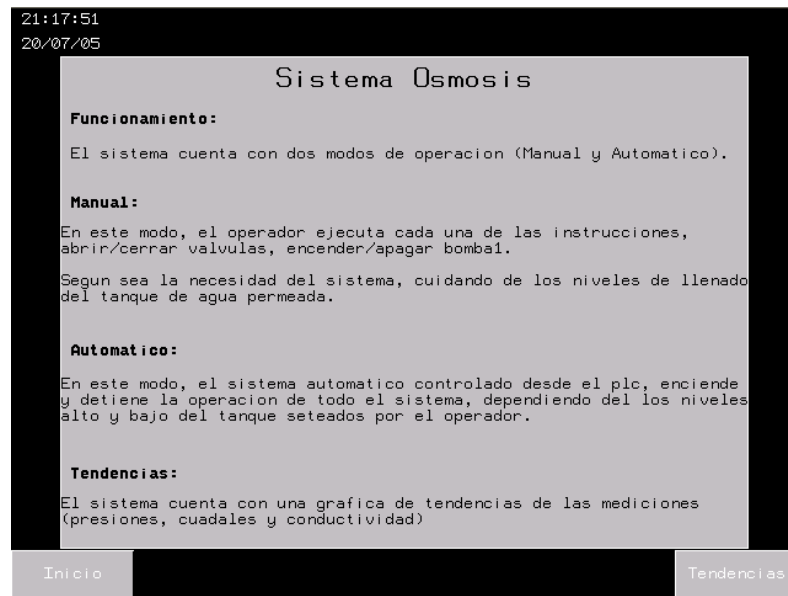 21:17:51
20/07/05
Sistema Osmosis
Funcionamiento:
El sistema cuenta con dos modos de operacion (Manual y Automatico).
Manual:
En este modo, el operador ejecuta cada una de las instrucciones,
abrir/cerrar valvulas, encender/apagar bomba1.
Segun sea la necesidad del sistema, cuidando de los niveles de llenado
del tanque de agua permeada.
Automatico:
En este modo, el sistema automatico controlado desde el plc, enciende
y detiene la operacion de todo el sistema, dependiendo del los niveles
alto y bajo del tanque seteados por el operador.
Tendencias:
El sistema cuenta con una grafica de tendencias de las mediciones
(presiones, cuadales y conductividad)
Inicio
Tendencias